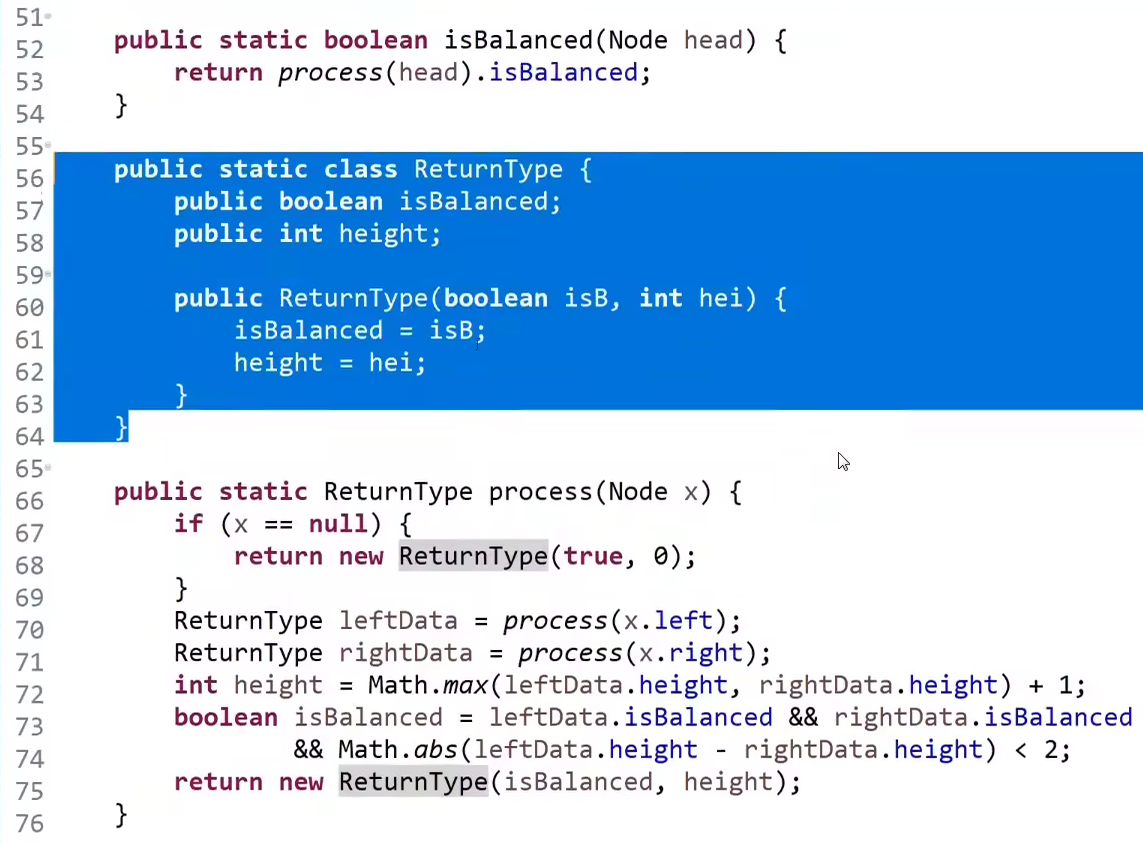 51
52 public static boolean isBalanced(Node head) {
53 return process(head).isBalanced;
54 }
55
56 public static class ReturnType {
57 public boolean isBalanced;
58 public int height;
59
60 public ReturnType(boolean isB, int hei) {
61 isBalanced = isB;
62 height = hei;
63 }
64 }
65
66 public static ReturnType process(Node x) {
67 if (x == null) {
68 return new ReturnType(true, 0);
69 }
70 ReturnType leftData = process(x.left);
71 ReturnType rightData = process(x.right);
72 int height = Math.max(leftData.height, rightData.height) + 1;
73 boolean isBalanced = leftData.isBalanced && rightData.isBalanced
74 && Math.abs(leftData.height - rightData.height) < 2;
75 return new ReturnType(isBalanced, height);
76 }